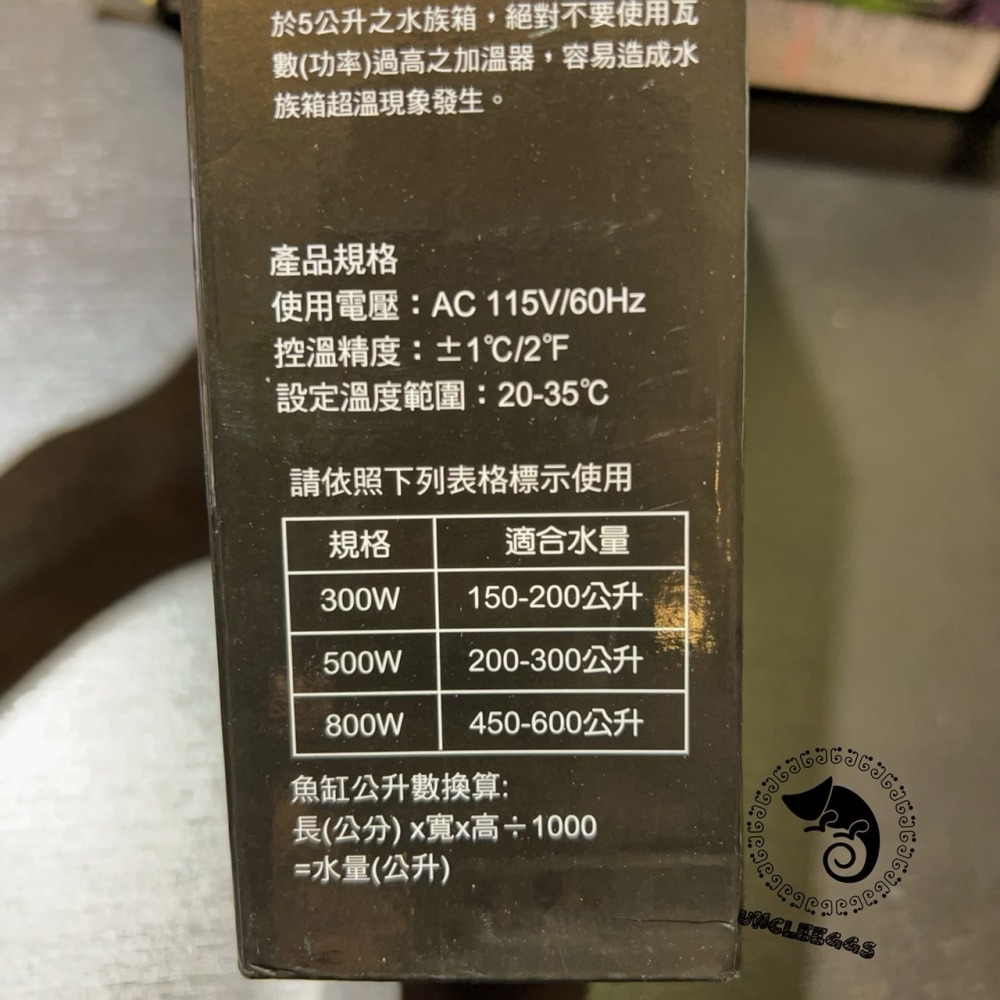 於5公升之水族箱，絕對不要使用瓦
數(功率)過高之加溫器，容易造成水
族箱超溫現象發生。
產品規格
使用電壓：AC 115V/60Hz
控溫精度：±1℃/2℉
設定溫度範圍：20-35℃
請依照下列表格標示使用
規格 適合水量
300W 150-200公升
500W 200-300公升
800W 450-600公升
魚缸公升數換算:
長(公分) x寬x高÷1000
=水量(公升)
UNCLEEGGS